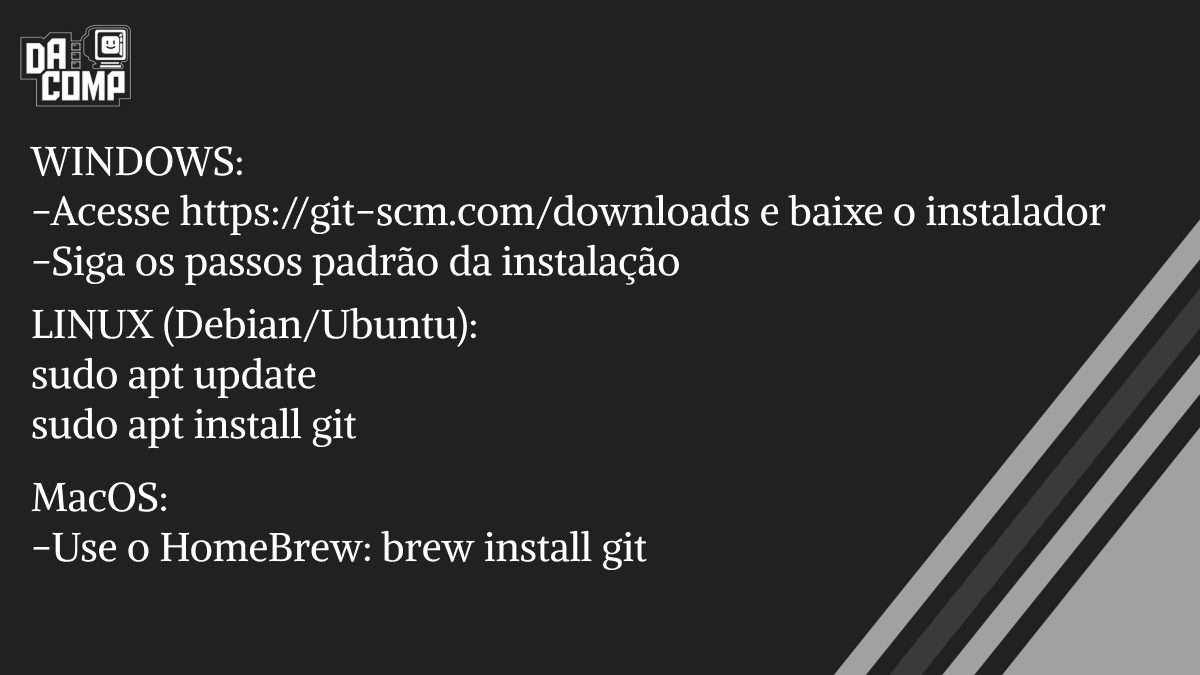 DA
COMP
WINDOWS:
-Acesse https://git-scm.com/downloads e baixe o instalador
-Siga os passos padrão da instalação
LINUX (Debian/Ubuntu):
sudo apt update
sudo apt install git
MacOS:
-Use o HomeBrew: brew install git